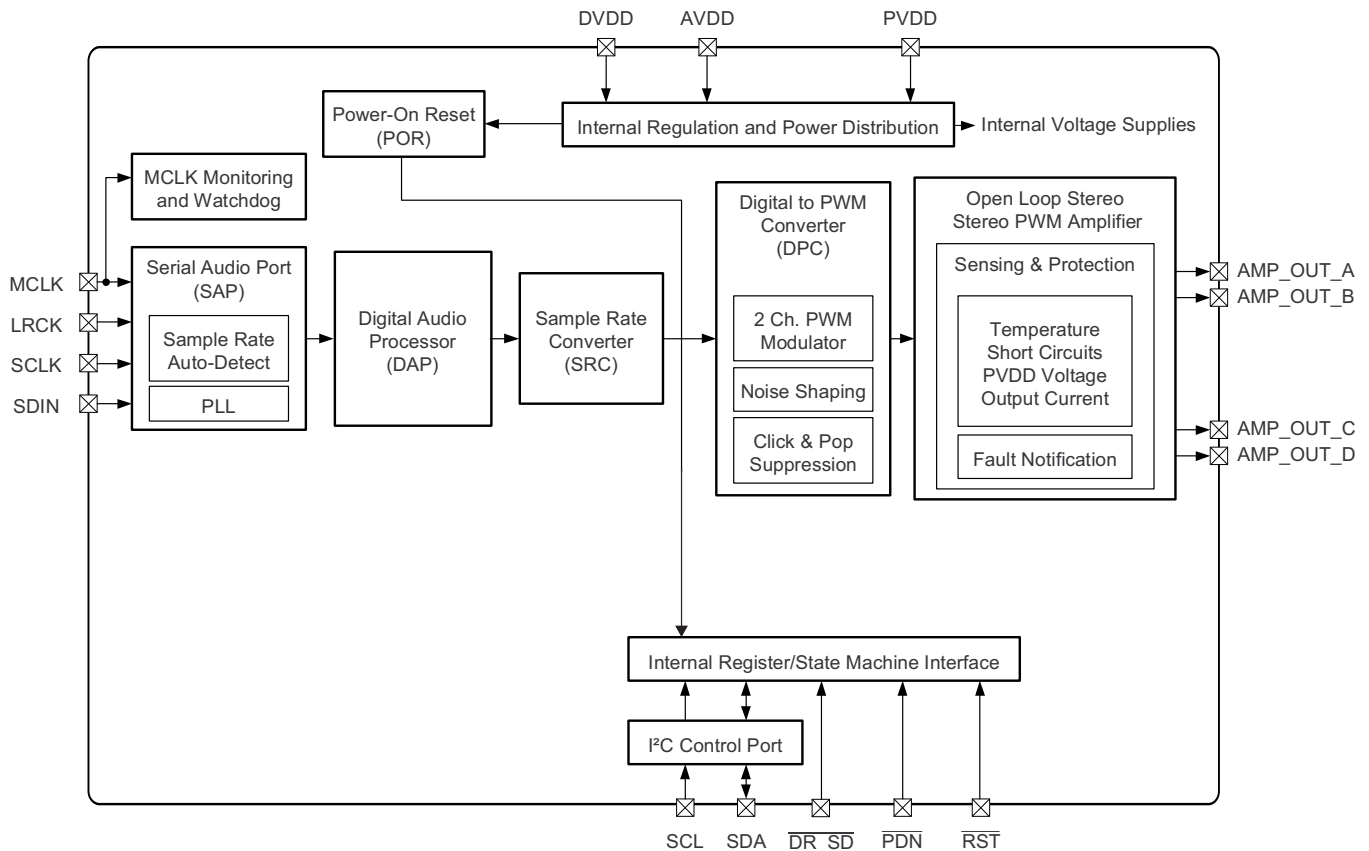 DVDD
AVDD
PVDD
Power-On Reset
(POR)
Internal Regulation and Power Distribution
Internal Voltage Supplies
MCLK Monitoring
and Watchdog
Digital to PWM
Converter
(DPC)
Open Loop Stereo
Stereo PWM Amplifier
MCLK
LRCK
SCLK
SDIN
Serial Audio Port
(SAP)
Sample Rate
Auto-Detect
PLL
Digital Audio
Processor
(DAP)
Sample Rate
Converter
(SRC)
2 Ch. PWM
Modulator
Noise Shaping
Click & Pop
Suppression
Sensing & Protection
Temperature
Short Circuits
PVDD Voltage
Output Current
Fault Notification
AMP_OUT_A
AMP_OUT_B
AMP_OUT_C
AMP_OUT_D
Internal Register/State Machine Interface
I²C Control Port
SCL
SDA
DR_SD
PDN
RST